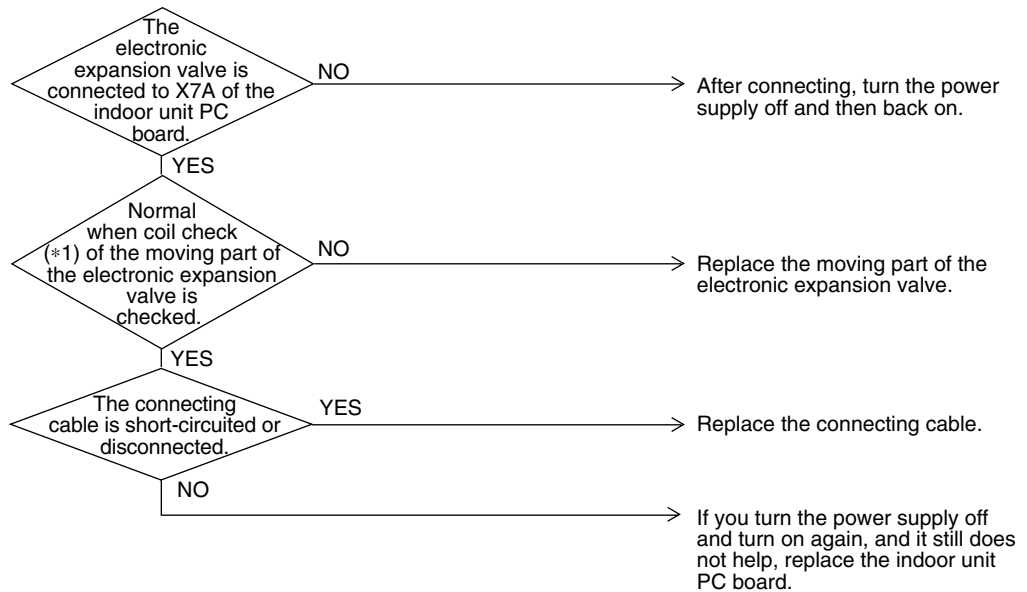 The
electronic
expansion valve is
connected to X7A of the
indoor unit PC
board.
NO
After connecting, turn the power
supply off and then back on.
YES
Normal
when coil check
(*1) of the moving part of
the electronic expansion
valve is
checked.
NO
Replace the moving part of the
electronic expansion valve.
YES
The connecting
cable is short-circuited or
disconnected.
YES
Replace the connecting cable.
NO
If you turn the power supply off
and turn on again, and it still does
not help, replace the indoor unit
PC board.